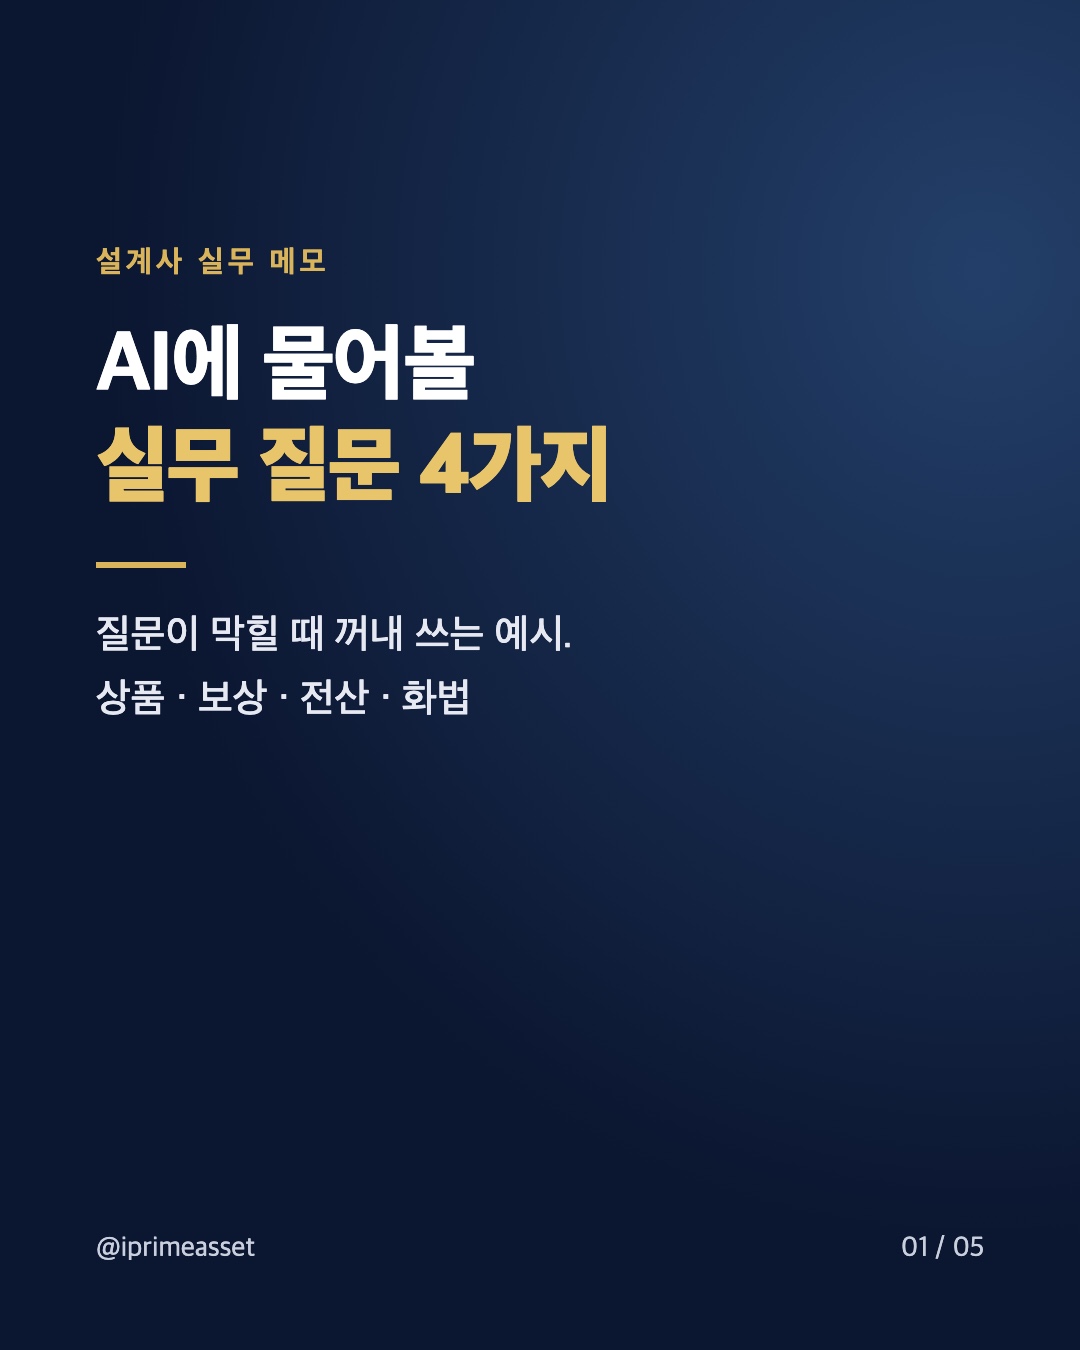 설계사 실무 메모
AI에 물어볼
실무 질문 4가지
질문이 막힐 때 꺼내 쓰는 예시.
상품 · 보상 · 전산 · 화법
@iprimeasset
01 / 05